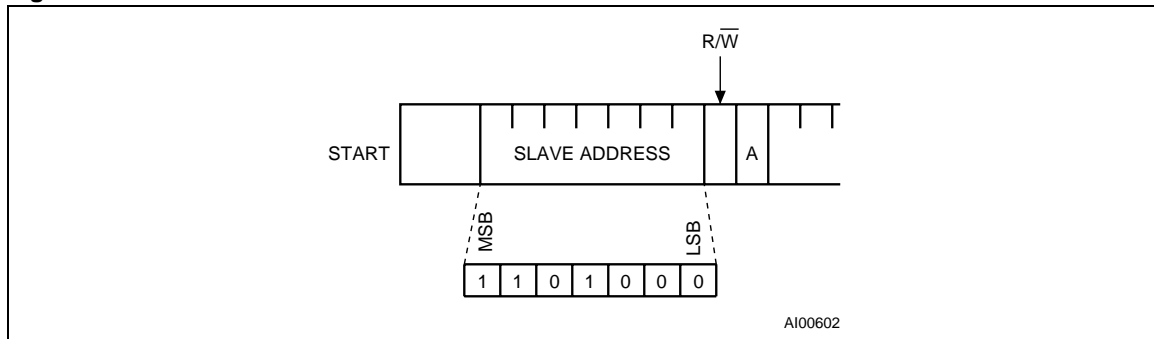 R/W̅
START
SLAVE ADDRESS
A
MSB
LSB
1 1 0 1 0 0 0
AI00602